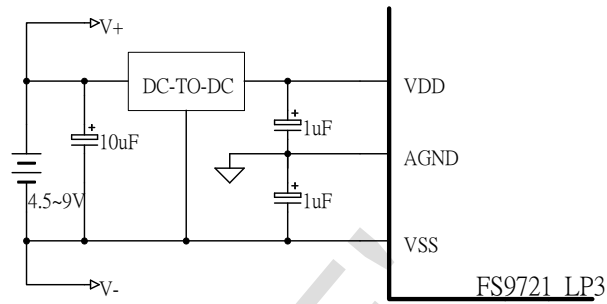 V+
DC-TO-DC
VDD
+
10uF
+
1uF
AGND
4.5~9V
+
1uF
VSS
V-
FS9721_LP3